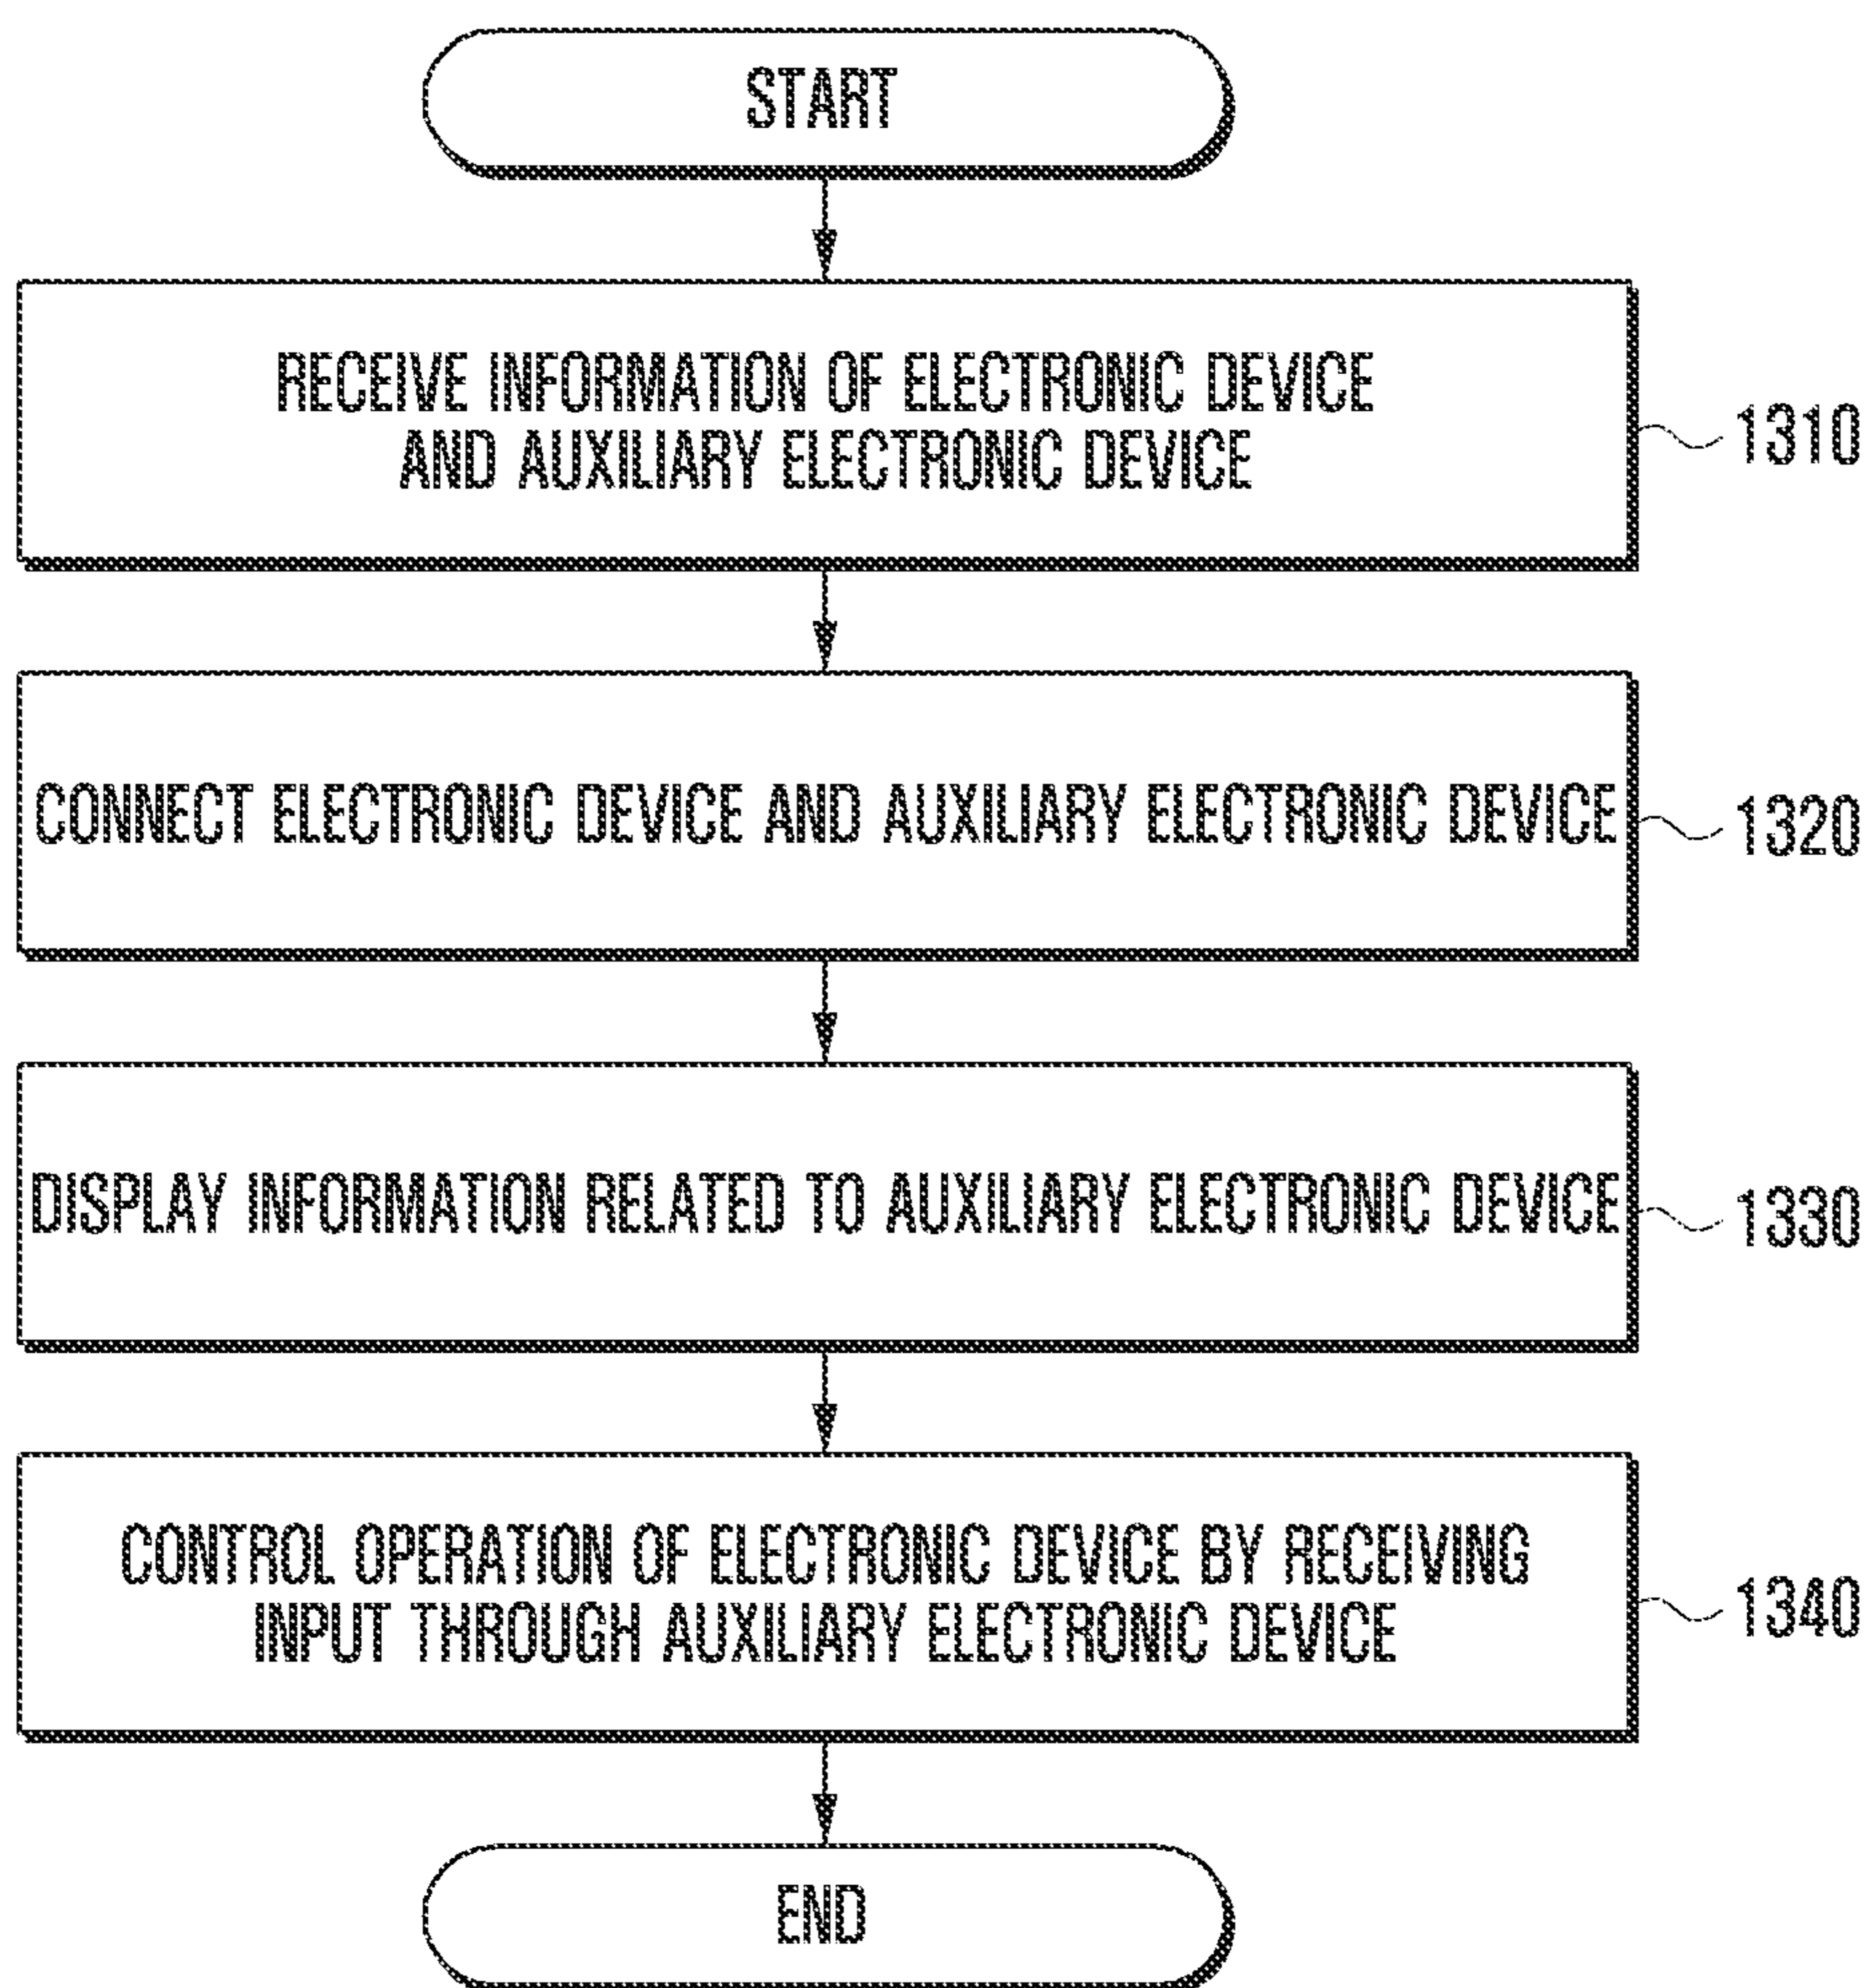 START
RECEIVE INFORMATION OF ELECTRONIC DEVICE
AND AUXILIARY ELECTRONIC DEVICE
1310
CONNECT ELECTRONIC DEVICE AND AUXILIARY ELECTRONIC DEVICE
1320
DISPLAY INFORMATION RELATED TO AUXILIARY ELECTRONIC DEVICE
1330
CONTROL OPERATION OF ELECTRONIC DEVICE BY RECEIVING
INPUT THROUGH AUXILIARY ELECTRONIC DEVICE
1340
END